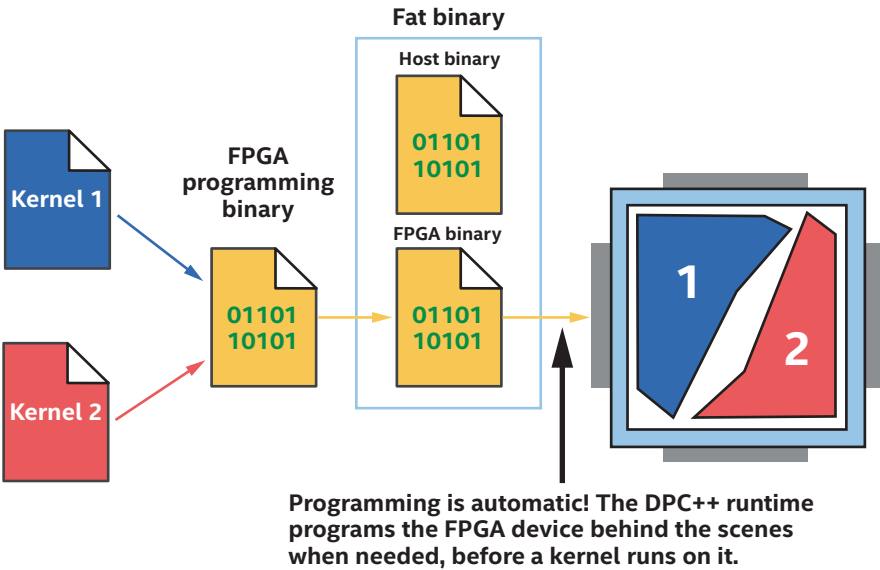 Fat binary
Host binary
01101
10101
Kernel 1
FPGA
programming
binary
FPGA binary
01101
10101
01101
10101
1
2
Kernel 2
Programming is automatic! The DPC++ runtime
programs the FPGA device behind the scenes
when needed, before a kernel runs on it.